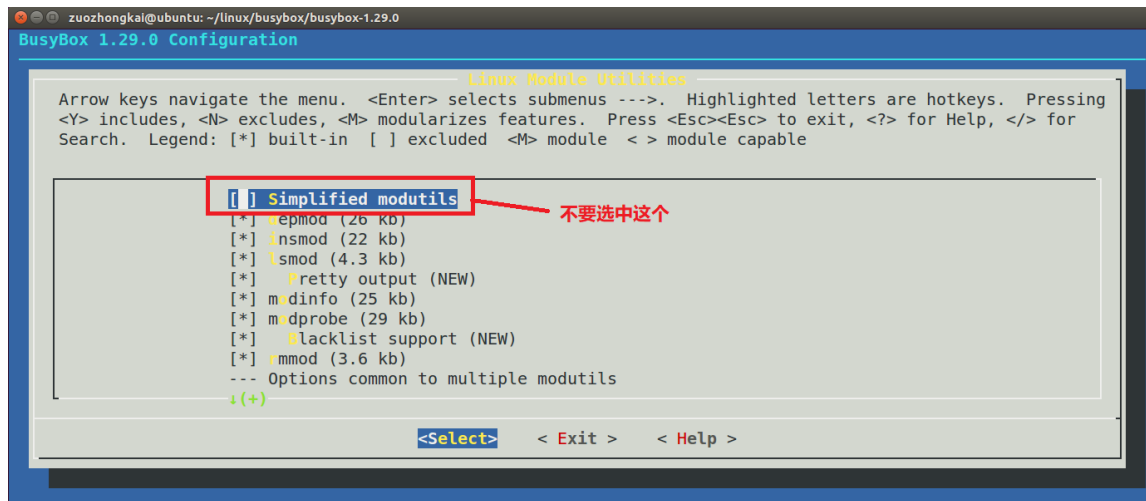 zuozhongkai@ubuntu: ~/linux/busybox/busybox-1.29.0
BusyBox 1.29.0 Configuration
Linux Module Utilities
Arrow keys navigate the menu. <Enter> selects submenus --->. Highlighted letters are hotkeys. Pressing
<Y> includes, <N> excludes, <M> modularizes features. Press <Esc><Esc> to exit, <?> for Help, </> for
Search. Legend: [*] built-in [ ] excluded <M> module < > module capable
[ ] Simplified modutils
不要选中这个
[*] depmod (26 kb)
[*] insmod (22 kb)
[*] lsmod (4.3 kb)
[*] Pretty output (NEW)
[*] modinfo (25 kb)
[*] modprobe (29 kb)
[*] Blacklist support (NEW)
[*] rmmod (3.6 kb)
--- Options common to multiple modutils
↓(+)
<Select> < Exit > < Help >